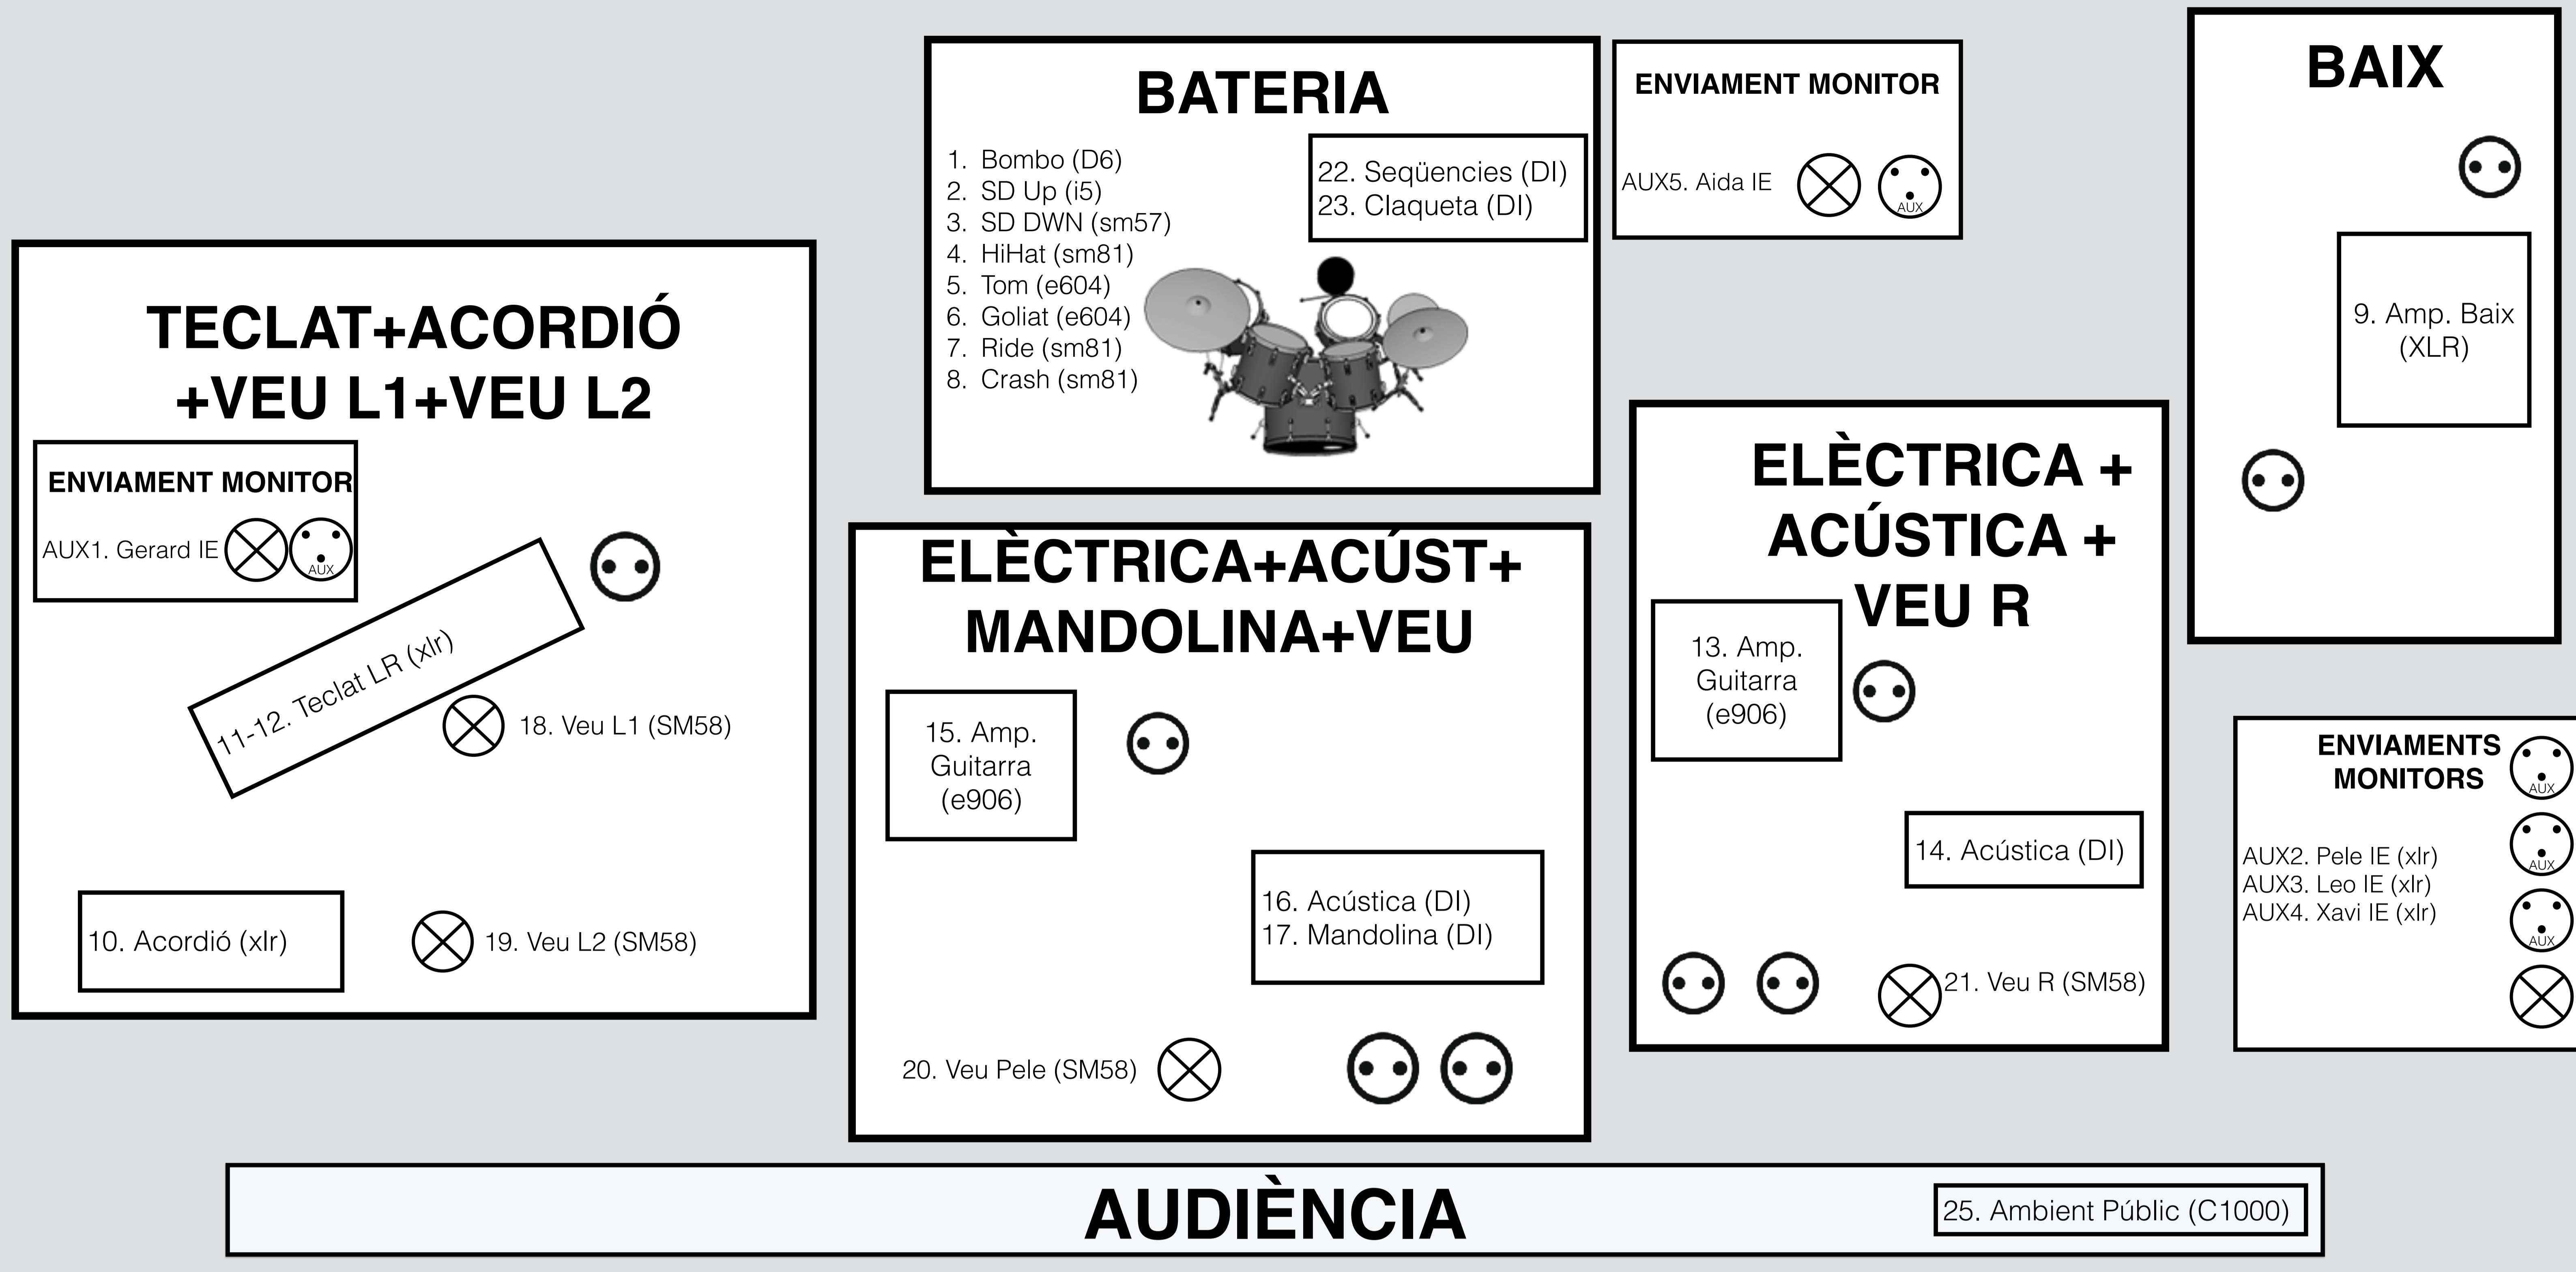 BATERIA
1. Bombo (D6)
2. SD Up (i5)
3. SD DWN (sm57)
4. HiHat (sm81)
5. Tom (e604)
6. Goliat (e604)
7. Ride (sm81)
8. Crash (sm81)
22. Seqüencies (DI)
23. Claqueta (DI)
ENVIAMENT MONITOR
AUX5. Aida IE
AUX
BAIX
9. Amp. Baix
(XLR)
TECLAT+ACORDIÓ
+VEU L1+VEU L2
ENVIAMENT MONITOR
AUX1. Gerard IE
AUX
11-12. Teclat LR (xlr)
18. Veu L1 (SM58)
10. Acordió (xlr)
19. Veu L2 (SM58)
ELÈCTRICA+ACÚST+
MANDOLINA+VEU
15. Amp.
Guitarra
(e906)
16. Acústica (DI)
17. Mandolina (DI)
20. Veu Pele (SM58)
ELÈCTRICA +
ACÚSTICA +
VEU R
13. Amp.
Guitarra
(e906)
14. Acústica (DI)
21. Veu R (SM58)
ENVIAMENTS
MONITORS
AUX
AUX
AUX
AUX2. Pele IE (xlr)
AUX3. Leo IE (xlr)
AUX4. Xavi IE (xlr)
AUDIÈNCIA
25. Ambient Públic (C1000)